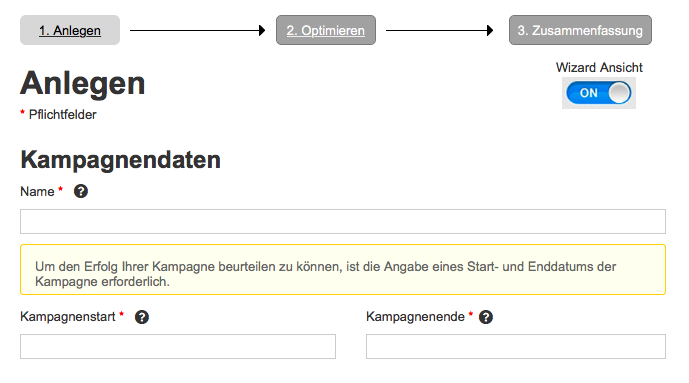 1. Anlegen
2. Optimieren
3. Zusammenfassung
Wizard Ansicht
ON
Anlegen
* Pflichtfelder
Kampagnendaten
Name * ?
Um den Erfolg Ihrer Kampagne beurteilen zu können, ist die Angabe eines Start- und Enddatums der
Kampagne erforderlich.
Kampagnenstart * ?
Kampagnenende * ?